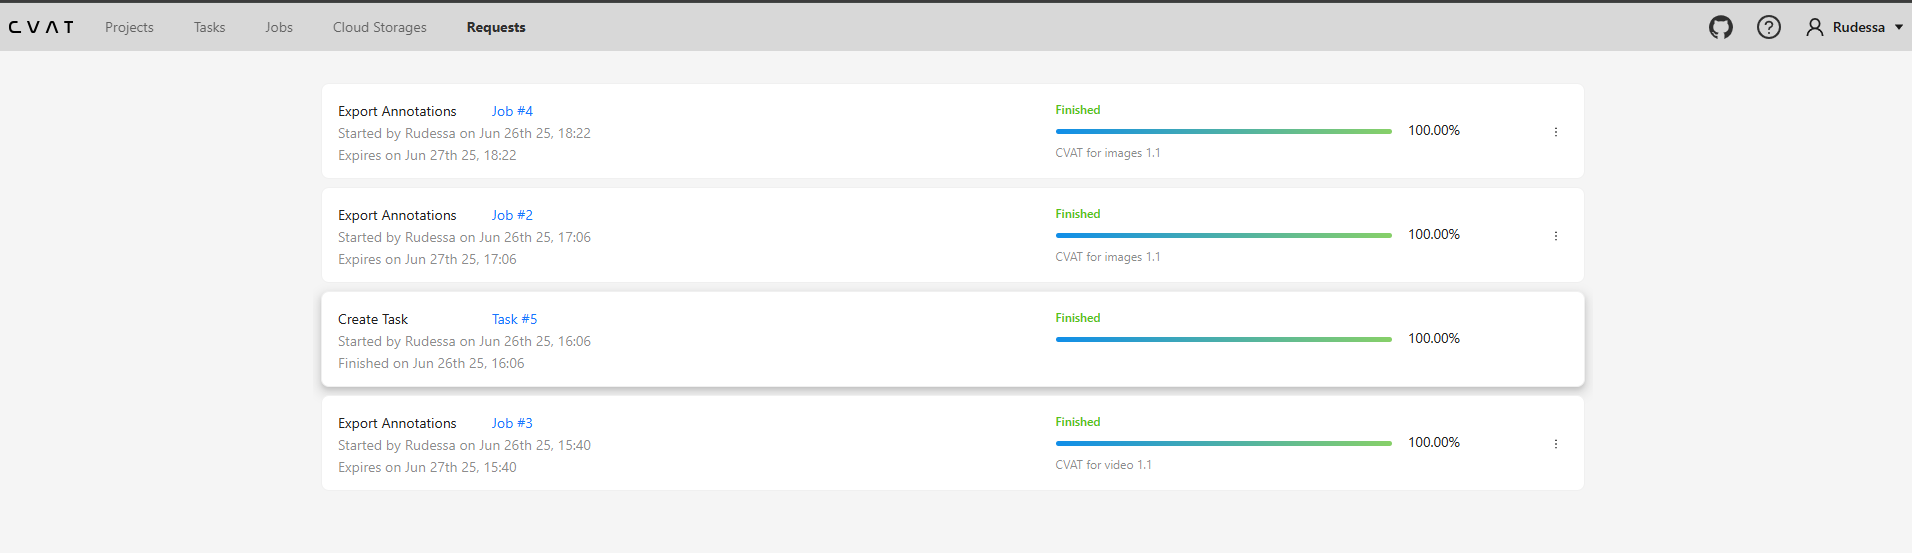 CVAT Projects Tasks Jobs Cloud Storages Requests Rudessa
Export Annotations Job #4 Finished
Started by Rudessa on Jun 26th 25, 18:22 100.00%
Expires on Jun 27th 25, 18:22 CVAT for images 1.1
Export Annotations Job #2 Finished
Started by Rudessa on Jun 26th 25, 17:06 100.00%
Expires on Jun 27th 25, 17:06 CVAT for images 1.1
Create Task Task #5 Finished
Started by Rudessa on Jun 26th 25, 16:06 100.00%
Finished on Jun 26th 25, 16:06
Export Annotations Job #3 Finished
Started by Rudessa on Jun 26th 25, 15:40 100.00%
Expires on Jun 27th 25, 15:40 CVAT for video 1.1